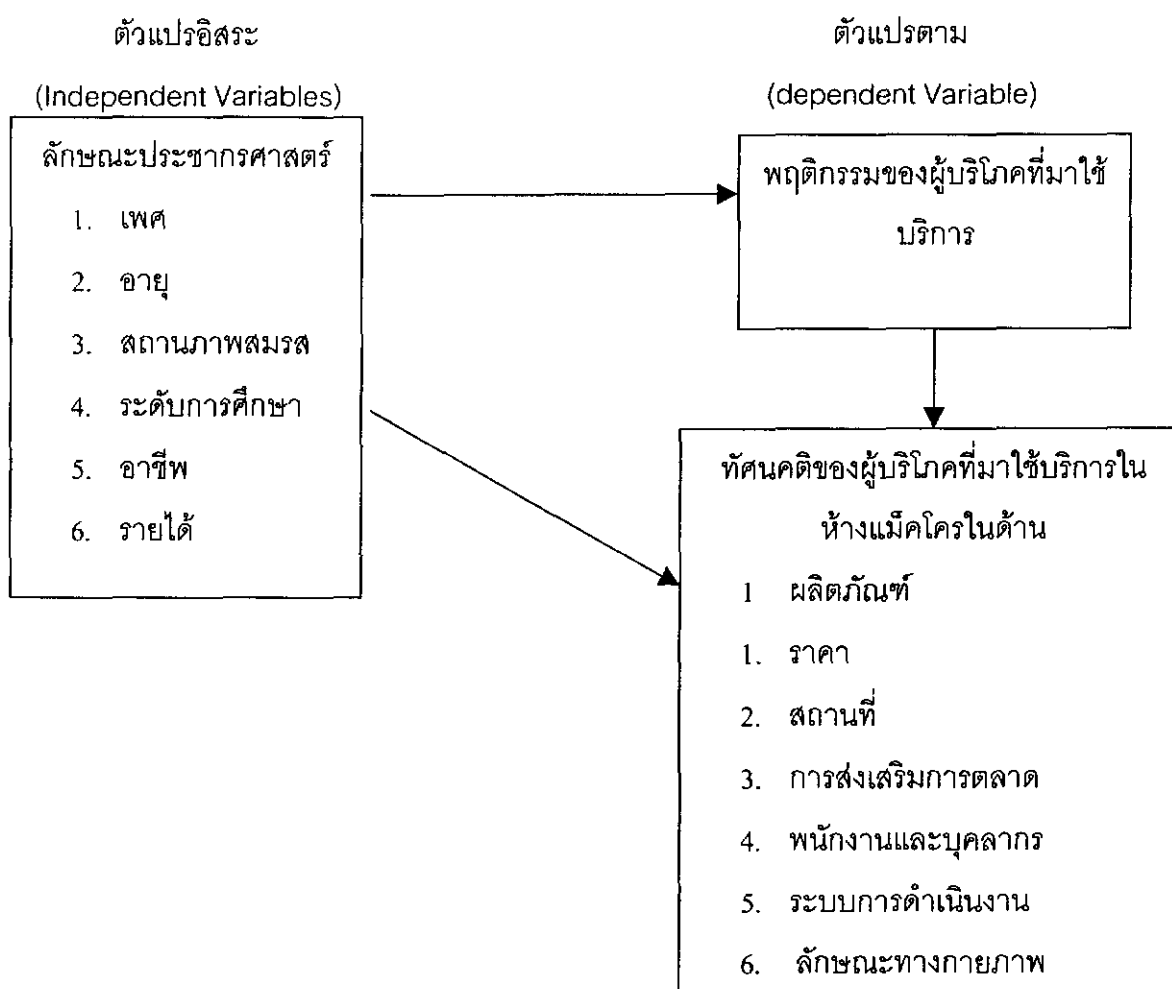 ตัวแปรอิสระ
(Independent Variables)
ลักษณะประชากรศาสตร์
1. เพศ
2. อายุ
3. สถานภาพสมรส
4. ระดับการศึกษา
5. อาชีพ
6. รายได้
ตัวแปรตาม
(dependent Variable)
พฤติกรรมของผู้บริโภคที่มาใช้
บริการ
ทัศนคติของผู้บริโภคที่มาใช้บริการใน
ห้างแม็คโครในด้าน
1 ผลิตภัณฑ์
1. ราคา
2. สถานที่
3. การส่งเสริมการตลาด
4. พนักงานและบุคลากร
5. ระบบการดำเนินงาน
6. ลักษณะทางกายภาพ